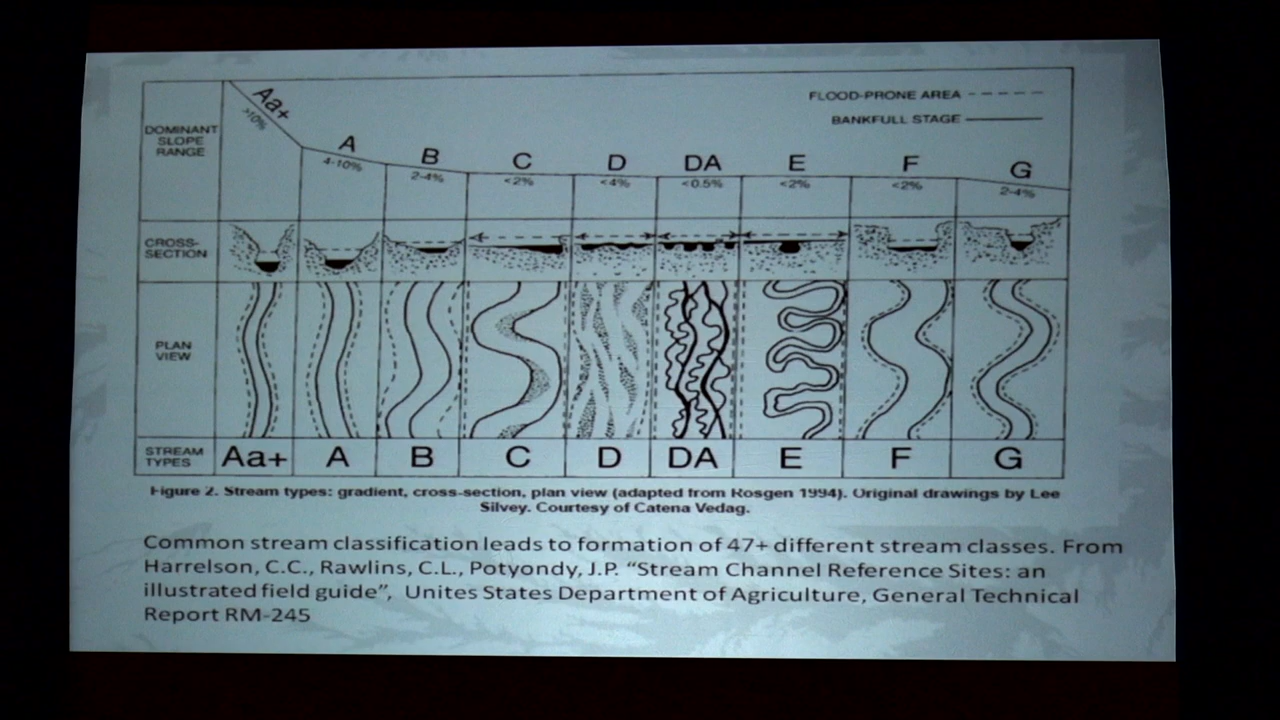 FLOOD-PRONE AREA
BANKFULL STAGE
DOMINANT
SLOPE
RANGE
Aa+ A B C D DA E F G
>10% 4-10% 2-4% <2% <4% <0.5% <2% <2% 2-4%
CROSS-
SECTION
PLAN
VIEW
STREAM
TYPES
Aa+ A B C D DA E F G
Figure 2. Stream types: gradient, cross-section, plan view (adapted from Rosgen 1994). Original drawings by Lee
Silvey. Courtesy of Catena Vedag.
Common stream classification leads to formation of 47+ different stream classes. From
Harrelson, C.C., Rawlins, C.L., Potyondy, J.P. “Stream Channel Reference Sites: an
illustrated field guide”, Unites States Department of Agriculture, General Technical
Report RM-245